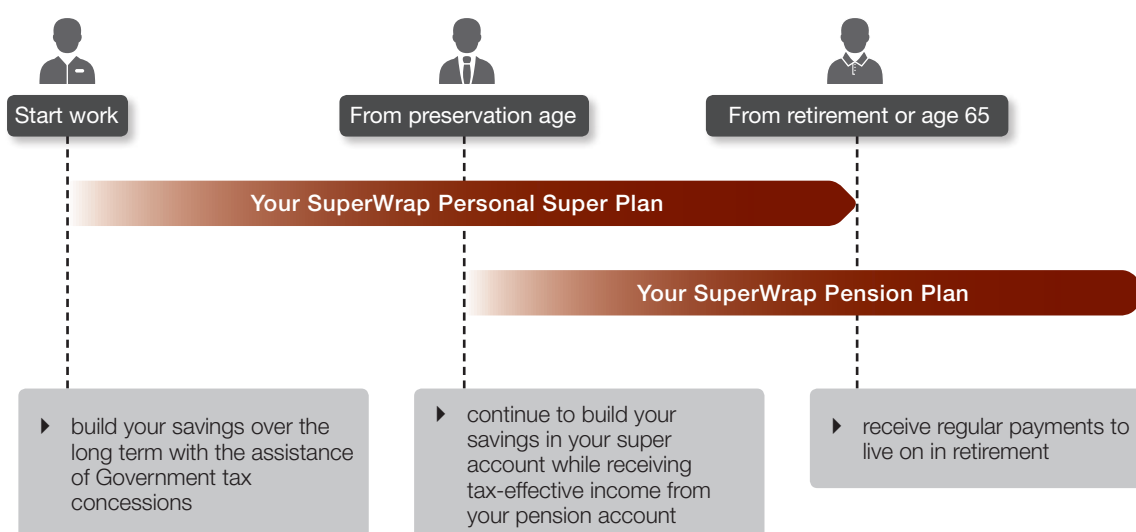 Start work
From preservation age
From retirement or age 65
Your SuperWrap Personal Super Plan
Your SuperWrap Pension Plan
build your savings over the
long term with the assistance
of Government tax
concessions
continue to build your
savings in your super
account while receiving
tax-effective income from
your pension account
receive regular payments to
live on in retirement